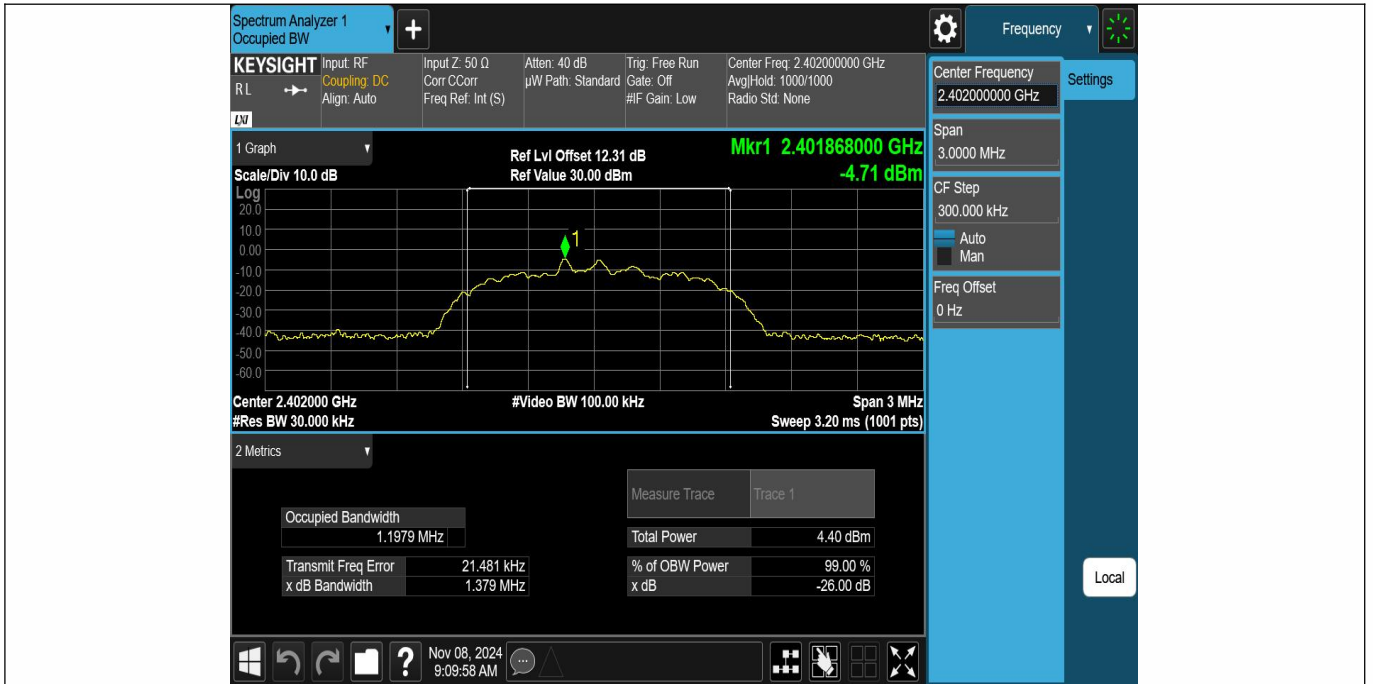 Spectrum Analyzer 1
Occupied BW
Frequency
KEYSIGHT
RL
LXI
Input: RF
Coupling: DC
Align: Auto
Input Z: 50 Ω
Corr CCorr
Freq Ref: Int (S)
Atten: 40 dB
µW Path: Standard
Trig: Free Run
Gate: Off
#IF Gain: Low
Center Freq: 2.402000000 GHz
Avg|Hold: 1000/1000
Radio Std: None
Center Frequency
2.402000000 GHz
Settings
Span
3.0000 MHz
CF Step
300.000 kHz
Auto
Man
Freq Offset
0 Hz
Local
1 Graph
Scale/Div 10.0 dB
Ref Lvl Offset 12.31 dB
Ref Value 30.00 dBm
Mkr1 2.401868000 GHz
-4.71 dBm
Log
20.0
10.0
0.00
-10.0
-20.0
-30.0
-40.0
-50.0
-60.0
1
Center 2.402000 GHz
#Res BW 30.000 kHz
#Video BW 100.00 kHz
Span 3 MHz
Sweep 3.20 ms (1001 pts)
2 Metrics
Measure Trace Trace 1
Occupied Bandwidth
1.1979 MHz
Total Power 4.40 dBm
Transmit Freq Error 21.481 kHz
% of OBW Power 99.00 %
x dB Bandwidth 1.379 MHz
x dB -26.00 dB
?
Nov 08, 2024
9:09:58 AM